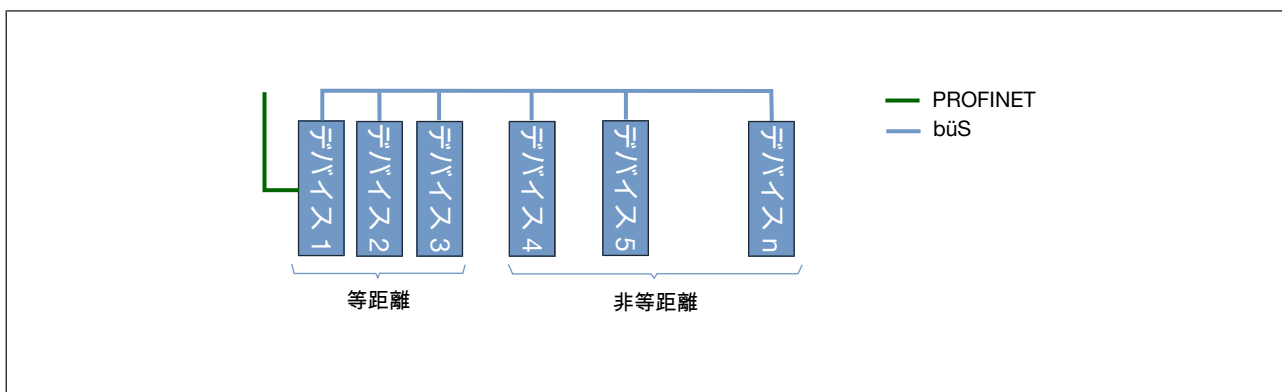 PROFINET
büS
デバイス 1
デバイス 2
デバイス 3
デバイス 4
デバイス 5
デバイス n
等距離
非等距離